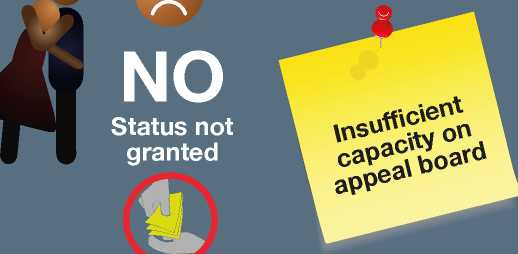 NO
Status not
granted
Insufficient
capacity on
appeal board